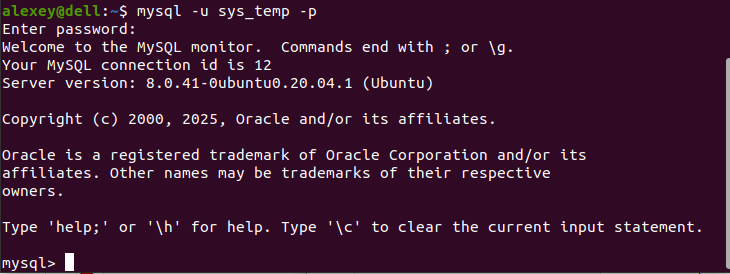 alexey@dell:~$ mysql -u sys_temp -p
Enter password:
Welcome to the MySQL monitor.  Commands end with ; or \g.
Your MySQL connection id is 12
Server version: 8.0.41-0ubuntu0.20.04.1 (Ubuntu)
Copyright (c) 2000, 2025, Oracle and/or its affiliates.
Oracle is a registered trademark of Oracle Corporation and/or its
affiliates. Other names may be trademarks of their respective
owners.
Type 'help;' or '\h' for help. Type '\c' to clear the current input statement.
mysql>